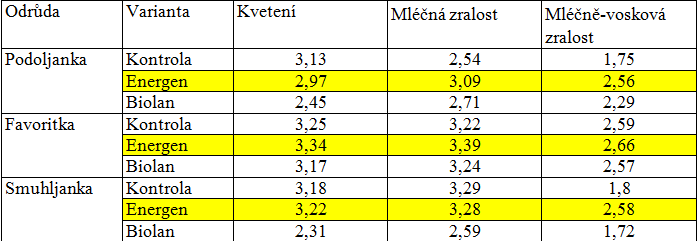 Odrůda Varianta Kvetení Mléčná zralost Mléčně-vosková zralost
Podoljanka Kontrola 3,13 2,54 1,75
Energen 2,97 3,09 2,56
Biolan 2,45 2,71 2,29
Favoritka Kontrola 3,25 3,22 2,59
Energen 3,34 3,39 2,66
Biolan 3,17 3,24 2,57
Smuhljanka Kontrola 3,18 3,29 1,8
Energen 3,22 3,28 2,58
Biolan 2,31 2,59 1,72